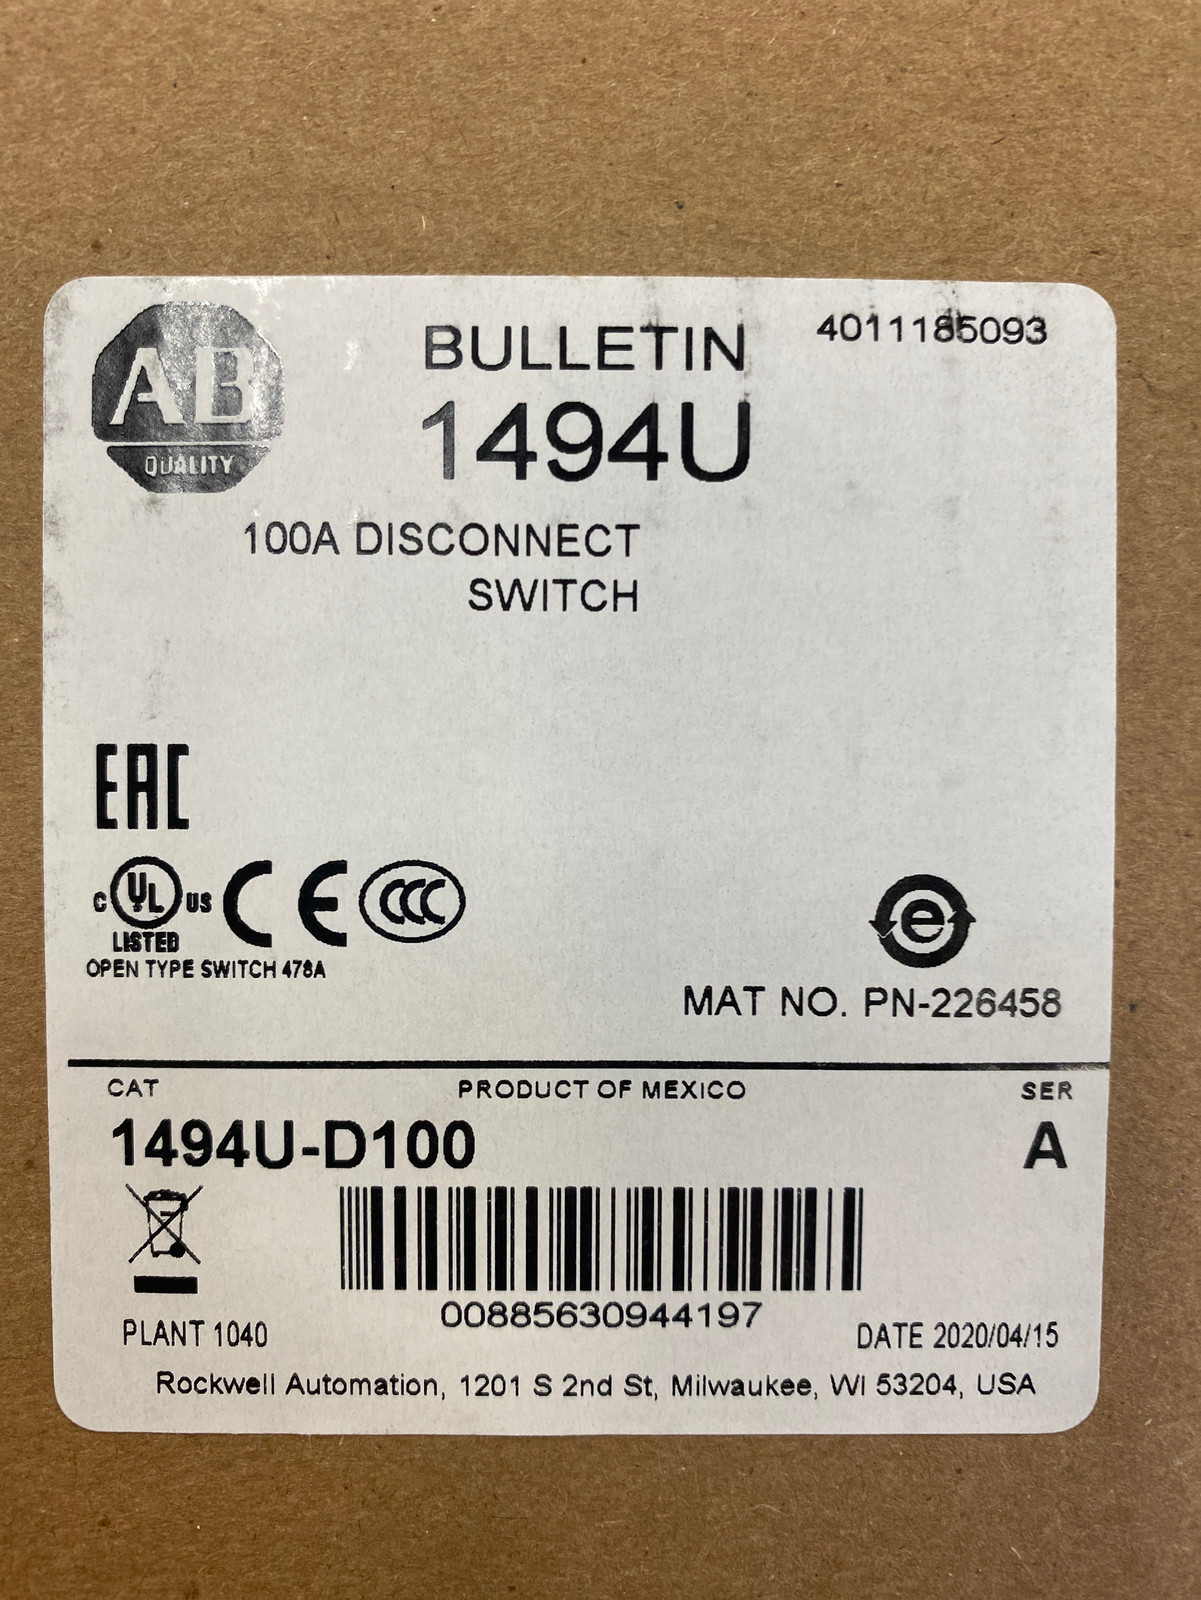 AB
QUALITY
BULLETIN
1494U
4011185093
100A DISCONNECT
SWITCH
EAC
C UL US CE CCC
LISTED
OPEN TYPE SWITCH 478A
e
MAT NO. PN-226458
CAT PRODUCT OF MEXICO SER
1494U-D100 A
00885630944197
PLANT 1040 DATE 2020/04/15
Rockwell Automation, 1201 S 2nd St, Milwaukee, WI 53204, USA